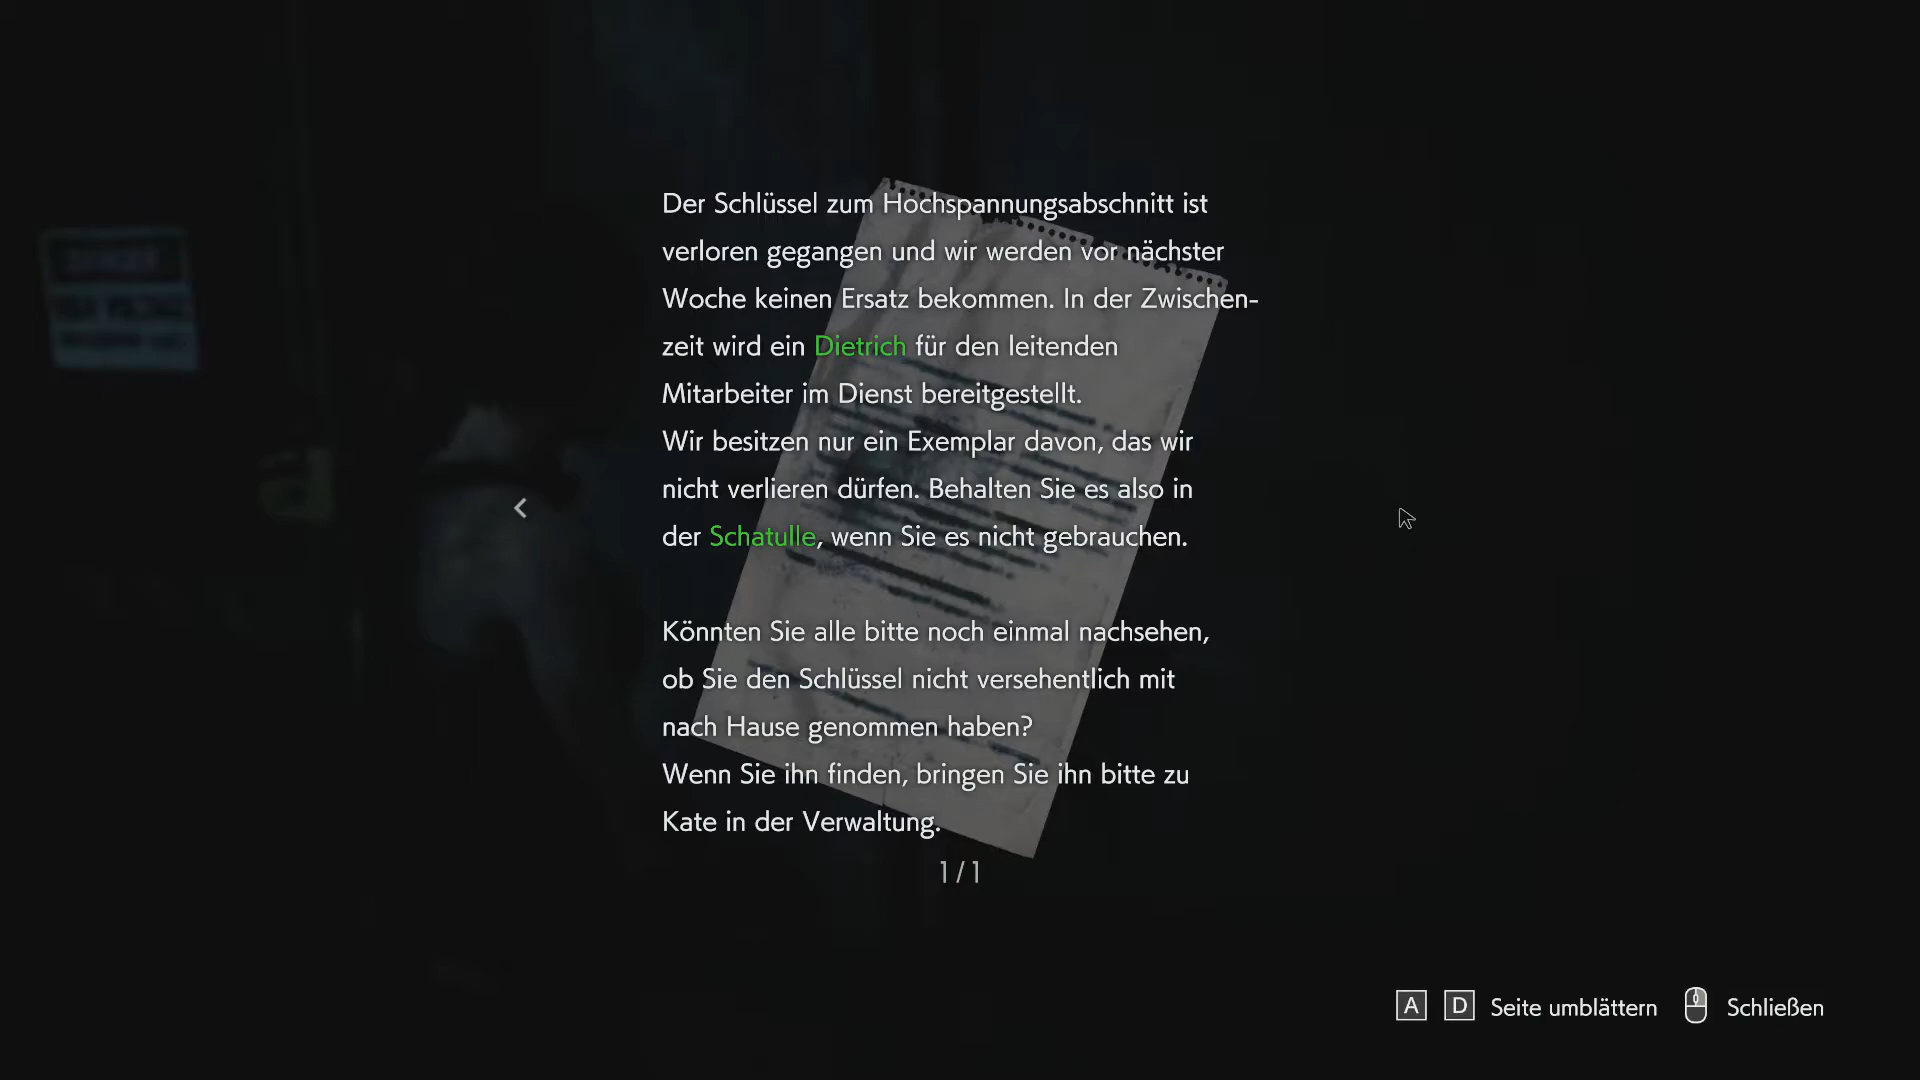 Der Schlüssel zum Hochspannungsabschnitt ist
verloren gegangen und wir werden vor nächster
Woche keinen Ersatz bekommen. In der Zwischen-
zeit wird ein Dietrich für den leitenden
Mitarbeiter im Dienst bereitgestellt.
Wir besitzen nur ein Exemplar davon, das wir
nicht verlieren dürfen. Behalten Sie es also in
der Schatulle, wenn Sie es nicht gebrauchen.
Könnten Sie alle bitte noch einmal nachsehen,
ob Sie den Schlüssel nicht versehentlich mit
nach Hause genommen haben?
Wenn Sie ihn finden, bringen Sie ihn bitte zu
Kate in der Verwaltung.
1 / 1
A D Seite umblättern Schließen